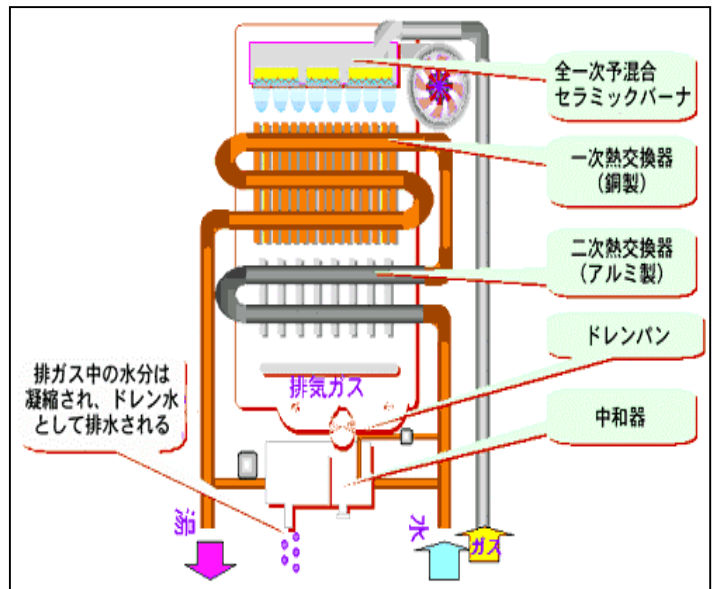 全一次予混合
セラミックバーナ
一次熱交換器
（銅製）
二次熱交換器
（アルミ製）
ドレンパン
中和器
排気ガス
排ガス中の水分は
凝縮され、ドレン水
として排水される
湯
水
ガス